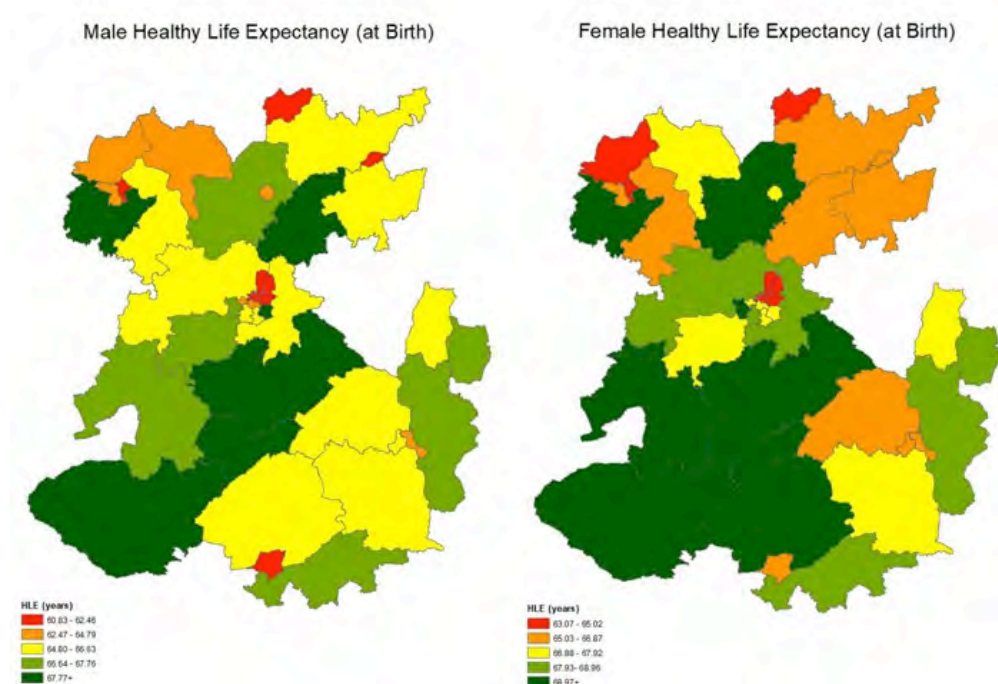 Male Healthy Life Expectancy (at Birth)
Female Healthy Life Expectancy (at Birth)
HLE (years)
60.83 - 62.46
62.47 - 64.79
64.80 - 66.63
66.64 - 67.76
67.77+
HLE (years)
63.07 - 65.02
65.03 - 66.87
66.88 - 67.92
67.93 - 68.96
68.97+